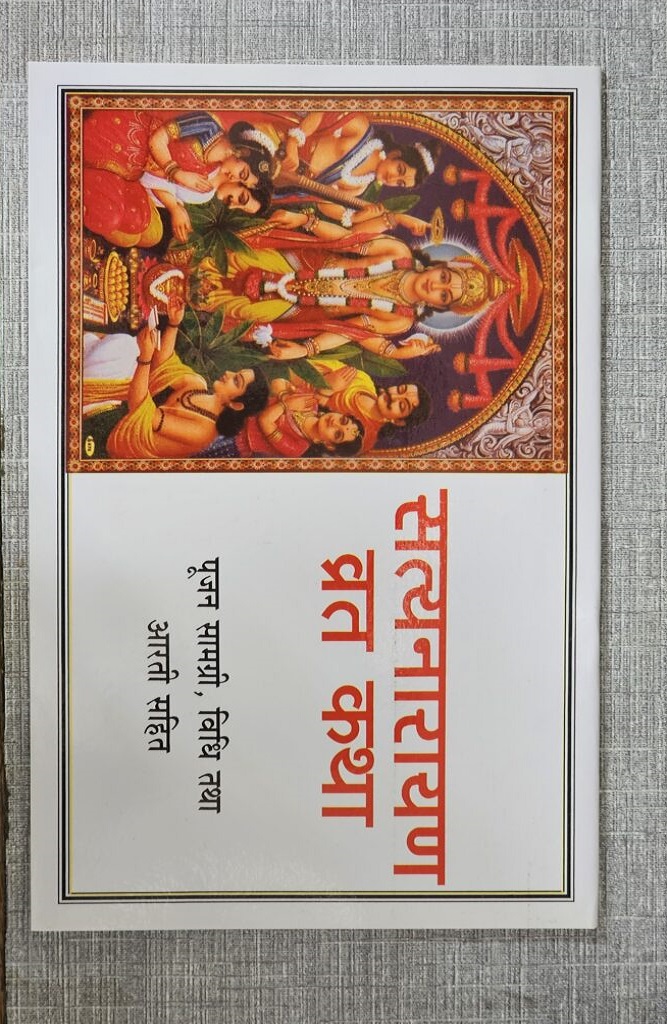 सत्यनारायण
व्रत कथा
पूजन सामग्री, विधि तथा
आरती सहित